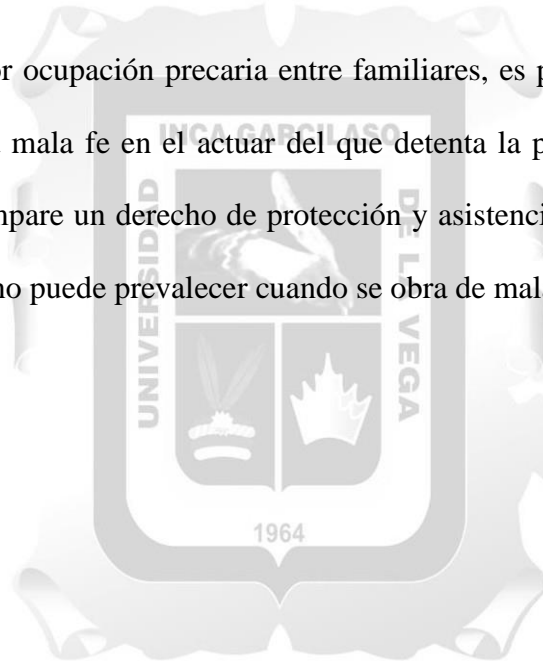 or ocupación precaria entre familiares, es p
mala fe en el actuar del que detenta la p
mpare un derecho de protección y asistenci
no puede prevalecer cuando se obra de mal
INCA GARCILASO
UNIVERSIDAD
DE LA VEGA
1964